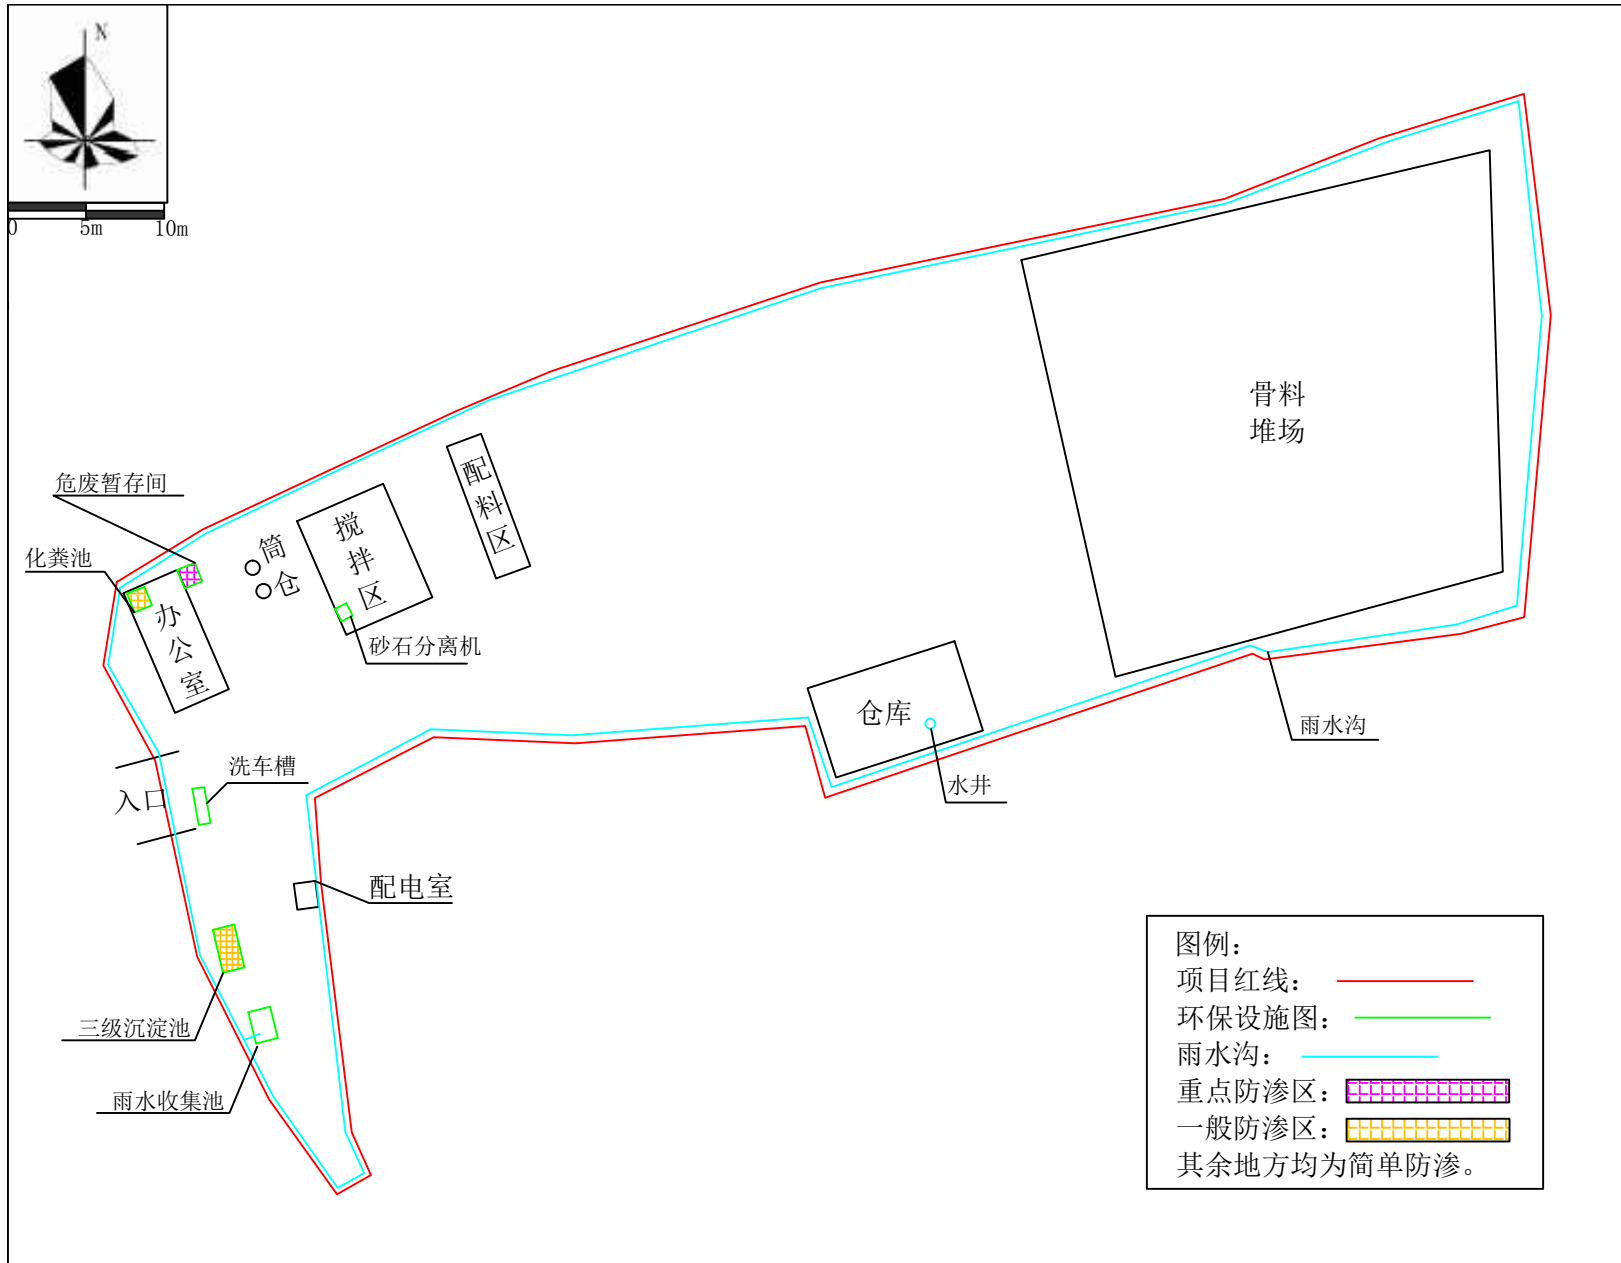 N
0 5m 10m
骨料
堆场
配料区
危废暂存间
搅拌区
筒仓
化粪池
办公室
砂石分离机
仓库
雨水沟
洗车槽
水井
入口
配电室
三级沉淀池
雨水收集池
图例：
项目红线：
环保设施图：
雨水沟：
重点防渗区：
一般防渗区：
其余地方均为简单防渗。